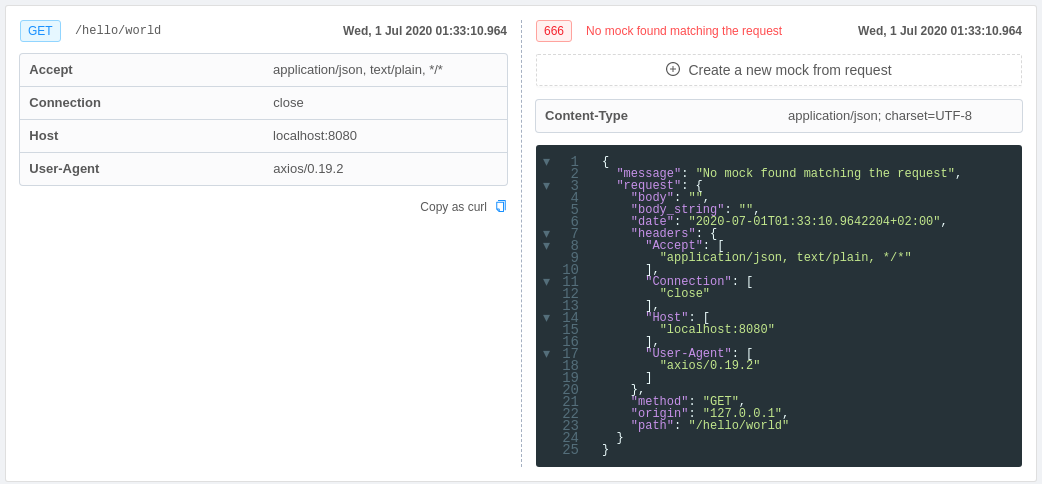 GET /hello/world Wed, 1 Jul 2020 01:33:10.964
Accept application/json, text/plain, */*
Connection close
Host localhost:8080
User-Agent axios/0.19.2
Copy as curl
666 No mock found matching the request Wed, 1 Jul 2020 01:33:10.964
Create a new mock from request
Content-Type application/json; charset=UTF-8
1 {
2 "message": "No mock found matching the request",
3 "request": {
4 "body": "",
5 "body_string": "",
6 "date": "2020-07-01T01:33:10.9642204+02:00",
7 "headers": {
8 "Accept": [
9 "application/json, text/plain, */*"
10 ],
11 "Connection": [
12 "close"
13 ],
14 "Host": [
15 "localhost:8080"
16 ],
17 "User-Agent": [
18 "axios/0.19.2"
19 ]
20 },
21 "method": "GET",
22 "origin": "127.0.0.1",
23 "path": "/hello/world"
24 }
25 }